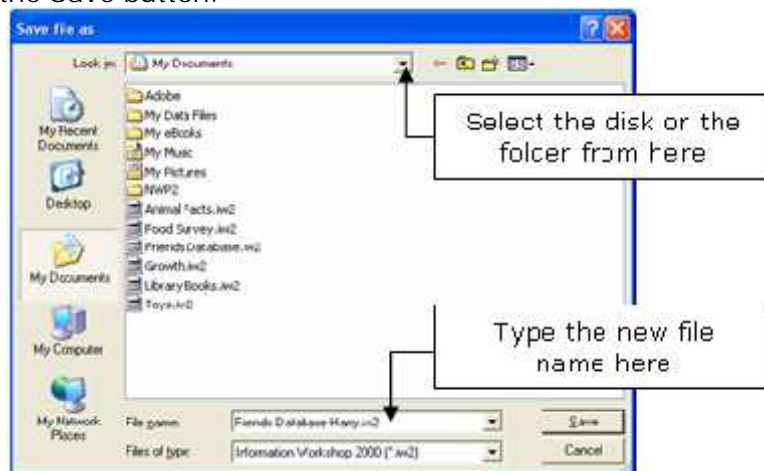 the Save button.
Save file as
Look in: My Documents
My Recent
Documents
Desktop
My Documents
My Computer
My Network
Places
Adobe
My Data Files
My eBooks
My Music
My Pictures
NWP2
Animal Facts.iw2
Food Survey.iw2
Friends Database.iw2
Growth.iw2
Library Books.iw2
Toys.iw2
Select the disk or the
folcer from here
Type the new file
name here
File name: Friends Database Harry.iw2
Save
Files of type: Information Workshop 2000 (*.iw2)
Cancel